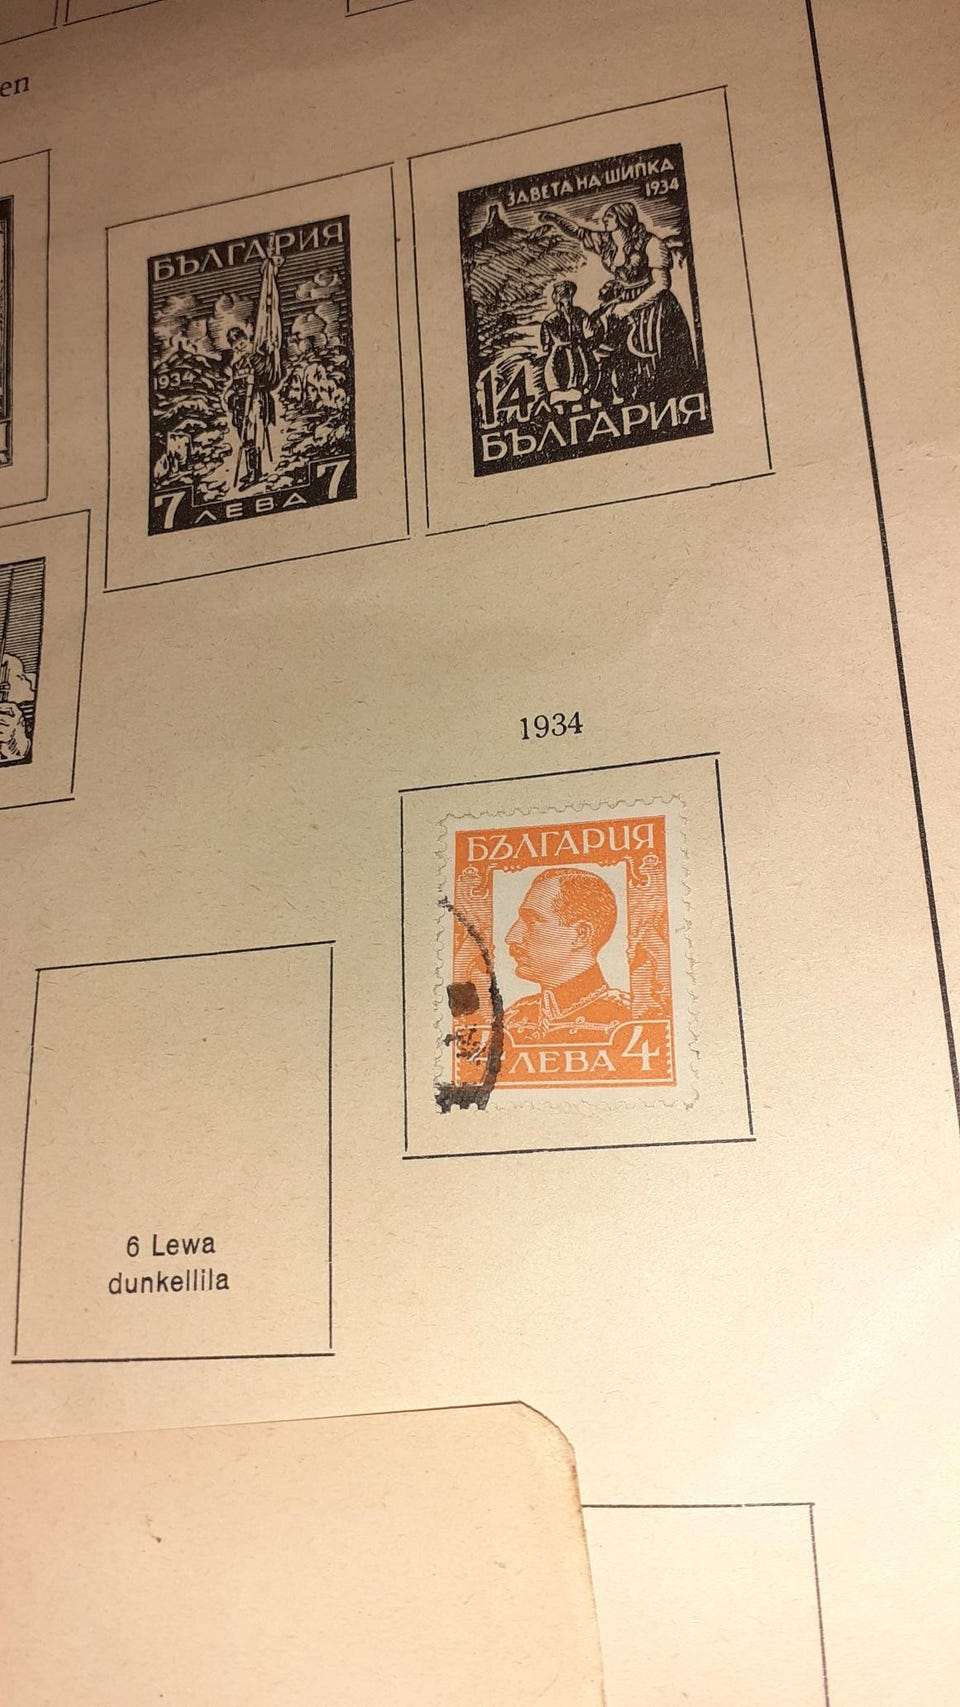 en
БЪЛГАРИЯ
1934
7 ЛЕВА 7
ЗАВЕТА НА ШИПКА
1934
14
БЪЛГАРИЯ
1934
БЪЛГАРИЯ
4 ЛЕВА 4
6 Lewa
dunkellila